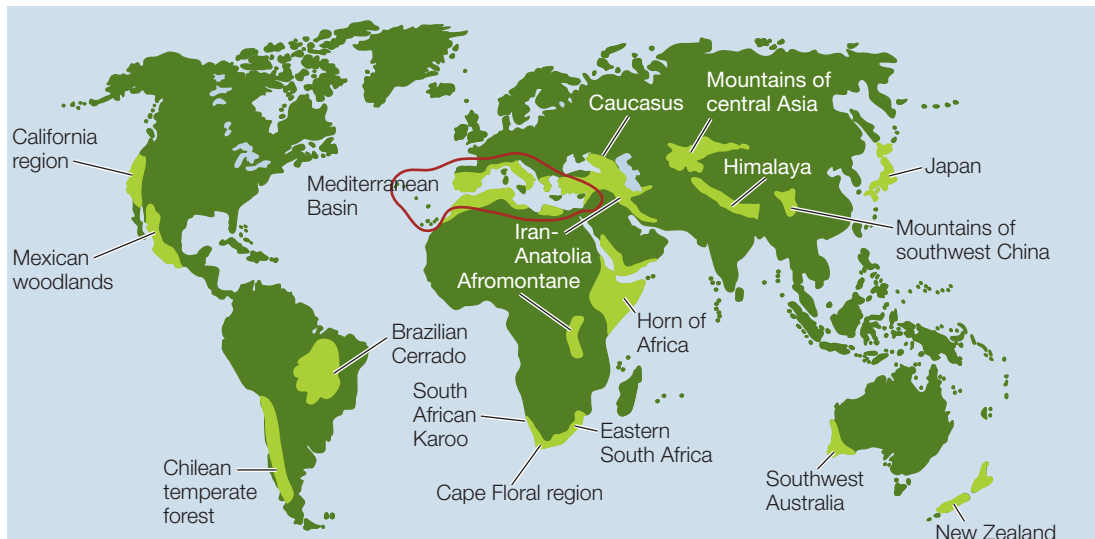 Mountains of
central Asia
Caucasus
California
region
Mediterranean
Basin
Himalaya
Japan
Mexican
woodlands
Iran-
Anatolia
Mountains of
southwest China
Afromontane
Horn of
Africa
Brazilian
Cerrado
South
African
Karoo
Eastern
South Africa
Chilean
temperate
forest
Cape Floral region
Southwest
Australia
New Zealand